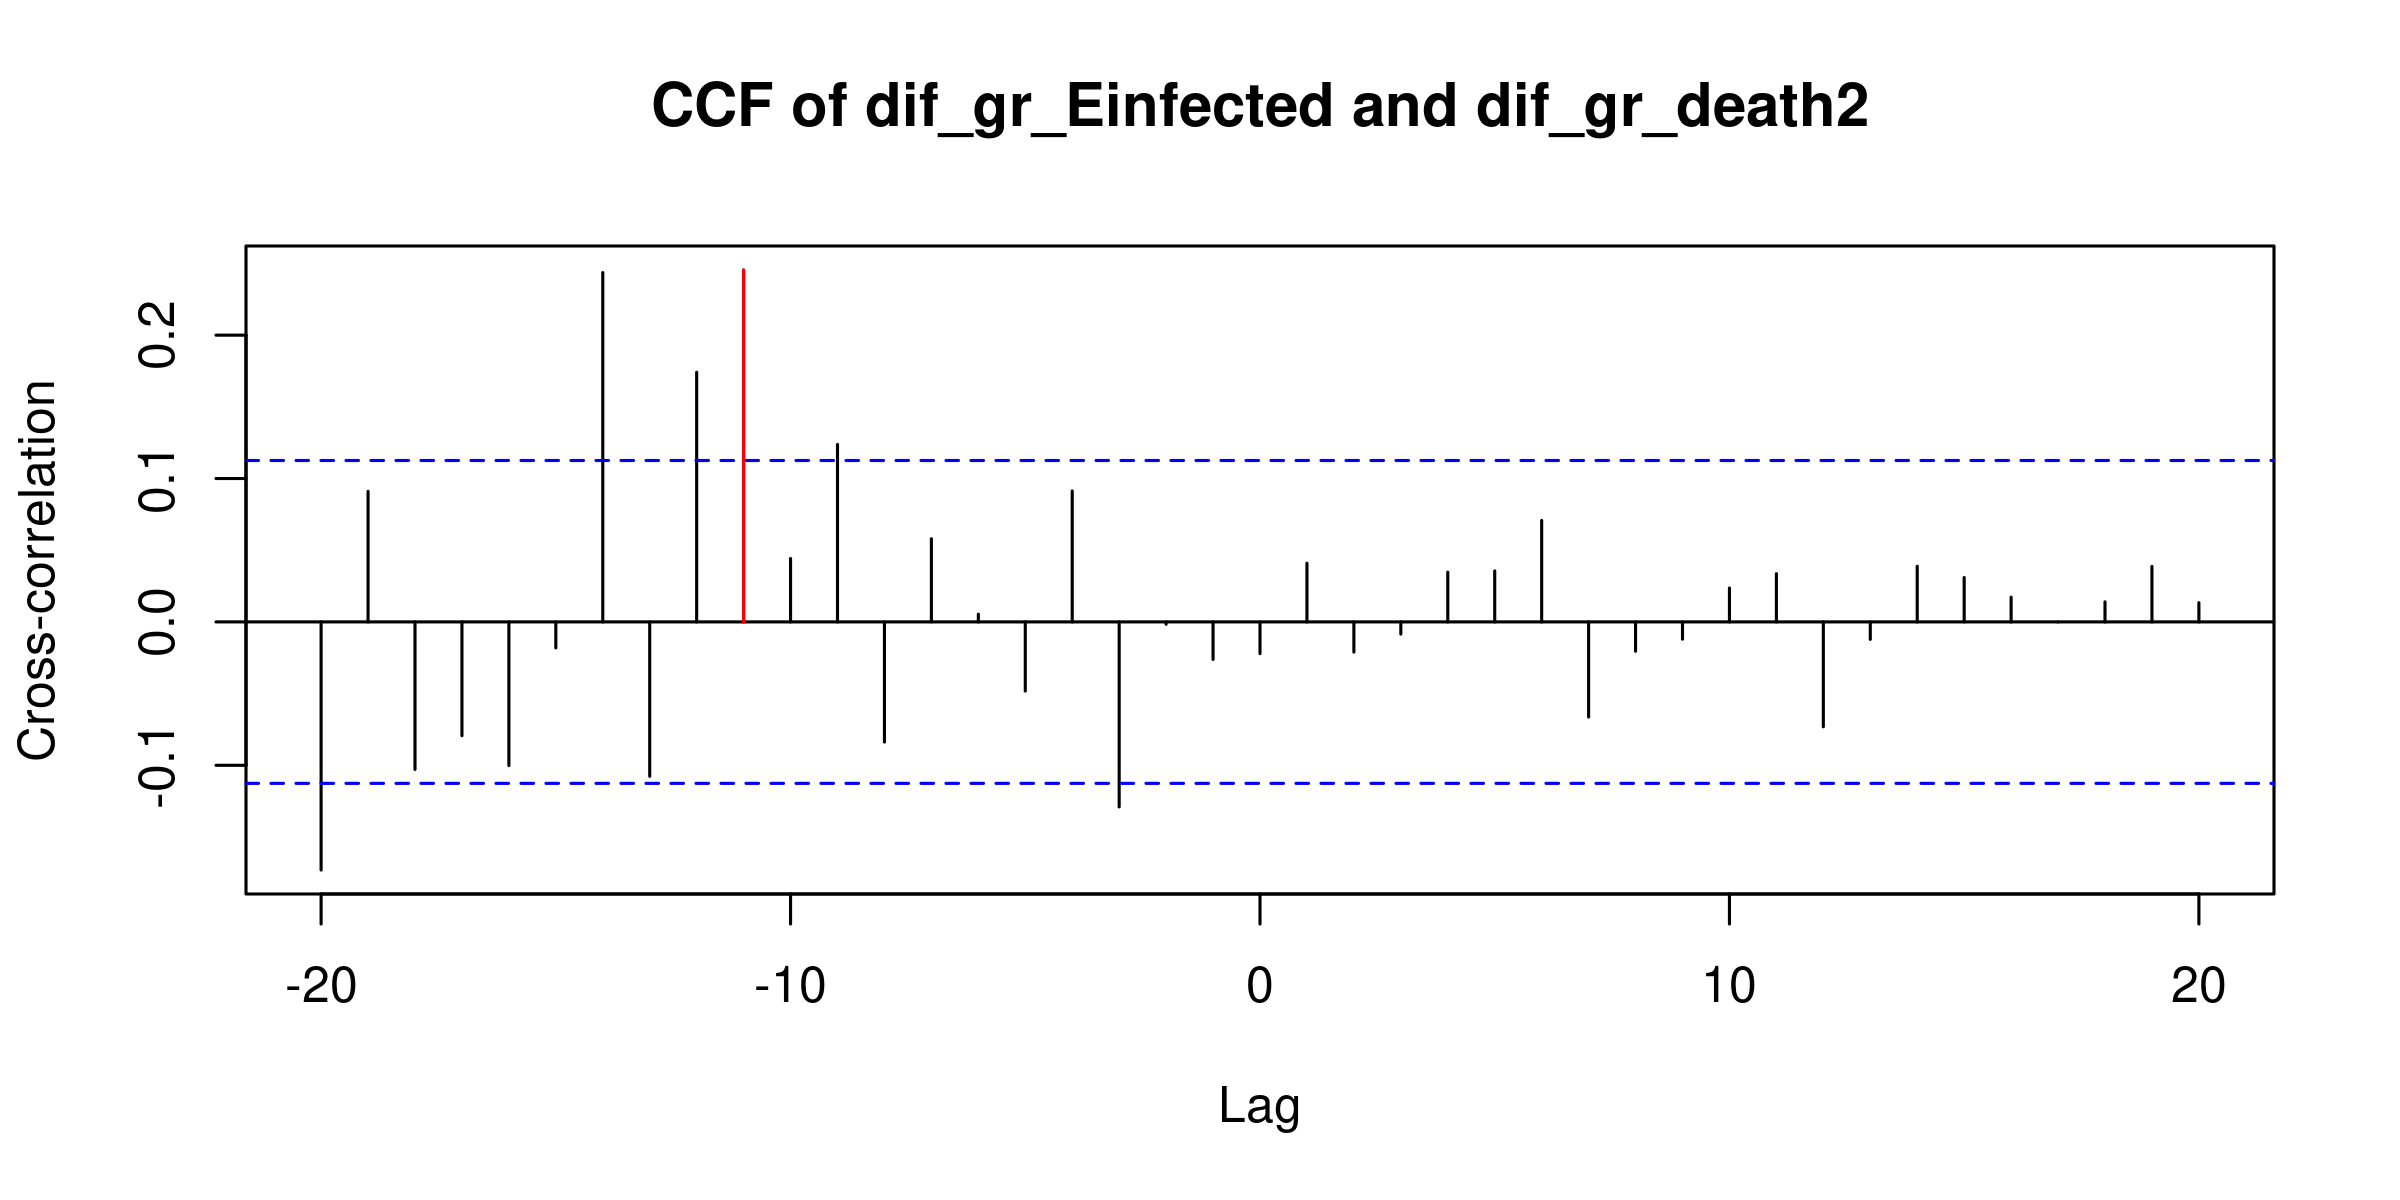 CCF of dif_gr_Einfected and dif_gr_death2
Cross-correlation
0.2
0.1
0.0
-0.1
-20 -10 0 10 20
Lag